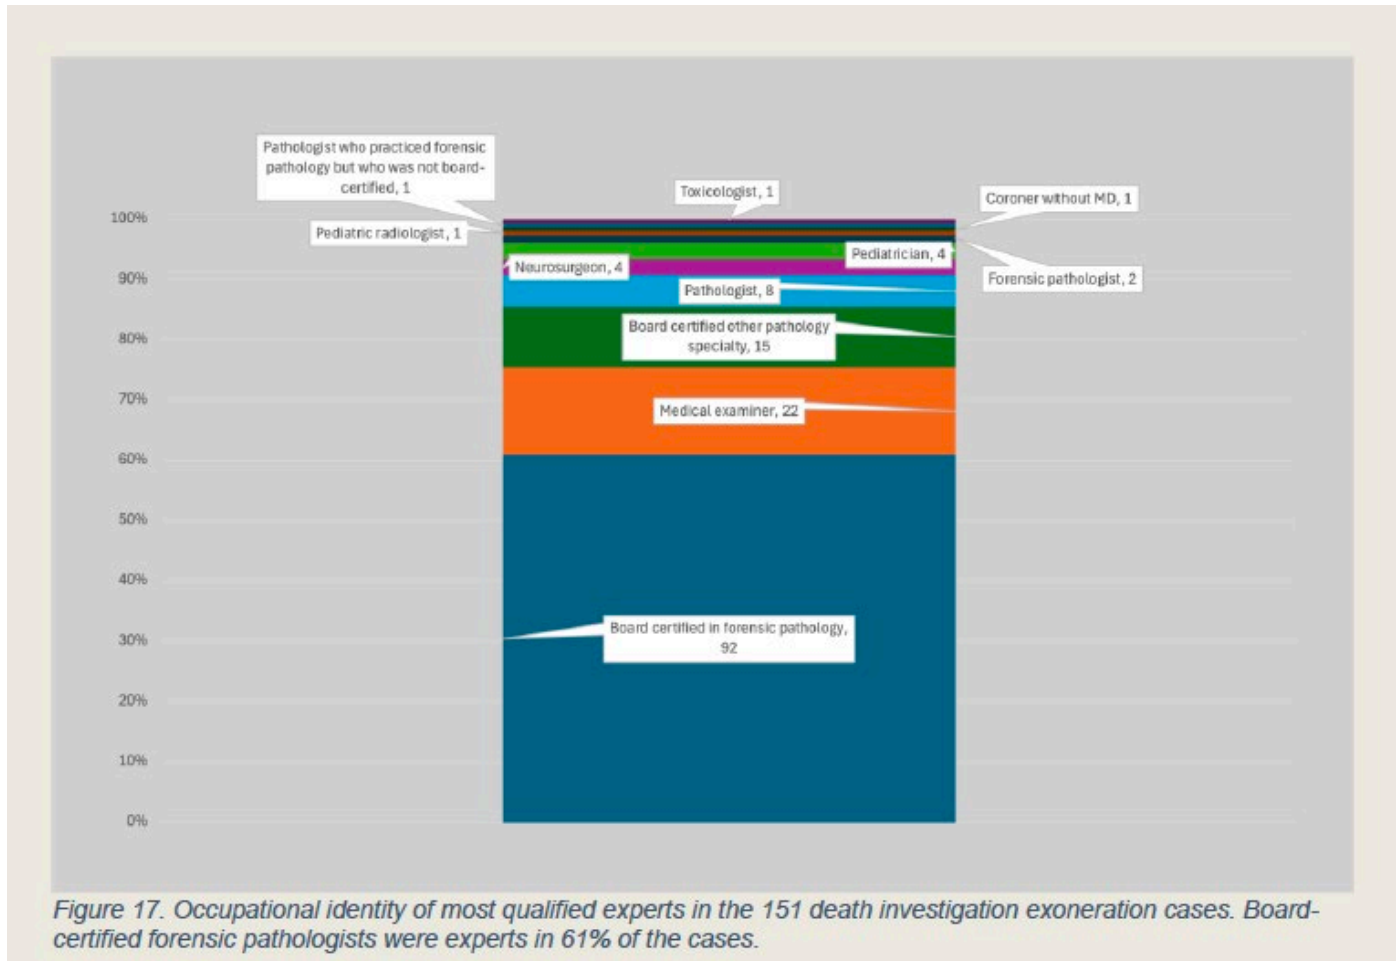 Pathologist who practiced forensic
pathology but who was not board-
certified, 1
Toxicologist, 1
Coroner without MD, 1
100%
Pediatric radiologist, 1
Pediatrician, 4
Neurosurgeon, 4
90%
Forensic pathologist, 2
Pathologist, 8
Board certified other pathology
specialty, 15
80%
70%
Medical examiner, 22
60%
50%
40%
Board certified in forensic pathology,
92
30%
20%
10%
0%
Figure 17. Occupational identity of most qualified experts in the 151 death investigation exoneration cases. Board-
certified forensic pathologists were experts in 61% of the cases.